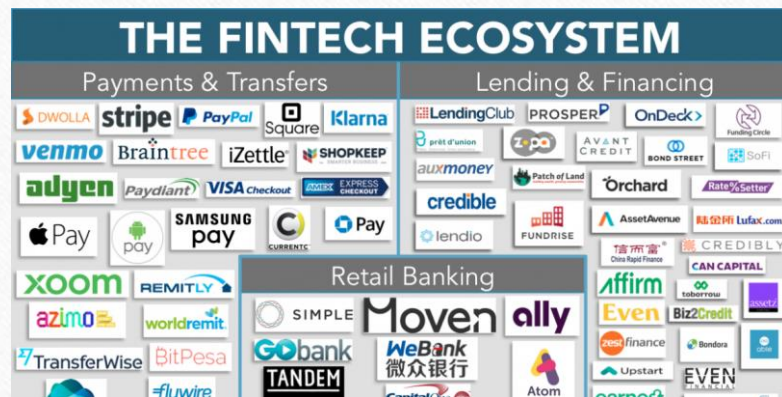 THE FINTECH ECOSYSTEM
Payments & Transfers
DWOLLA stripe PayPal Square Klarna
venmo Braintree iZettle SHOPKEEP
adyen Paydiant VISA Checkout AMEX EXPRESS CHECKOUT
Pay
pay
SAMSUNG
pay
CURRENTC
Pay
xoom REMITLY
azimo worldremit
TransferWise BitPesa
flywire
Lending & Financing
LendingClub PROSPER OnDeck Funding Circle
prêt d'union zopa AVANT CREDIT BOND STREET SoFi
auxmoney Patch of Land Orchard RateSetter
credible FUNDRISE AssetAvenue 陆金所 Lufax.com
lendio 信而富 China Rapid Finance CREDIBLY
CAN CAPITAL
affirm toborrow assetz
Even Biz2Credit
zestfinance Bondora
Upstart EVEN
earnest
Retail Banking
SIMPLE Moven ally
GObank WeBank
微众银行
TANDEM Atom